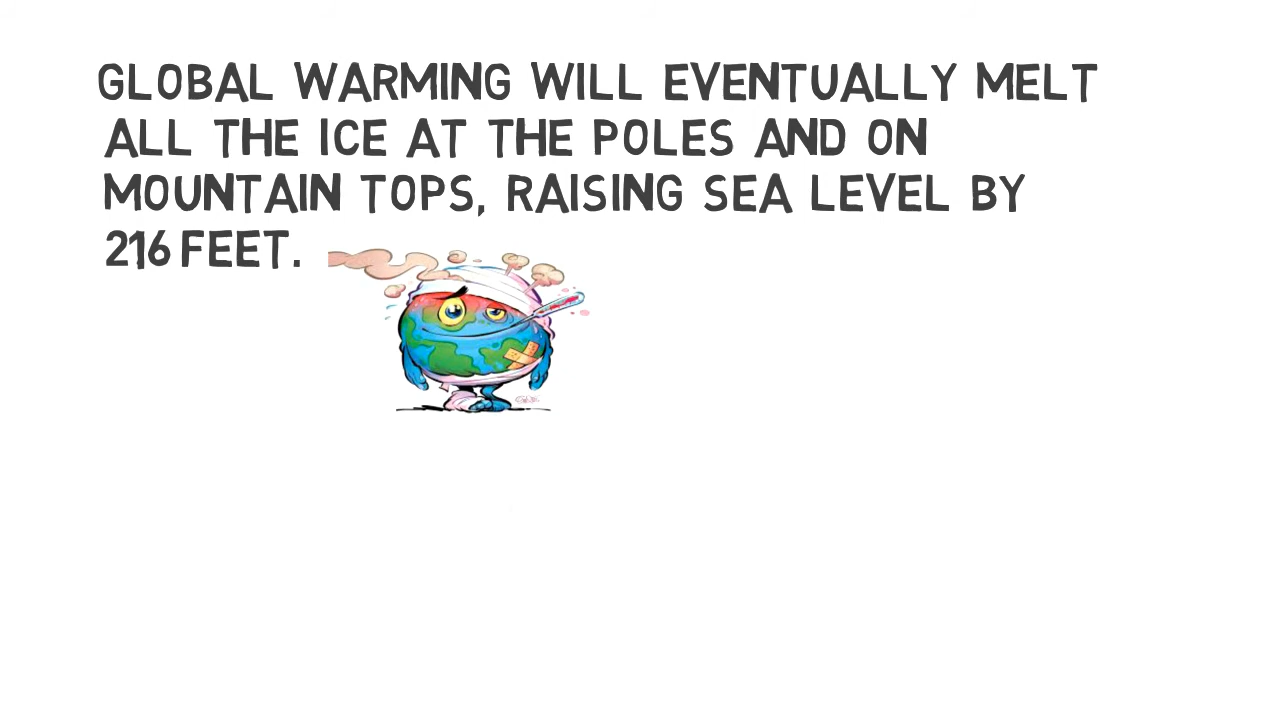 GLOBAL WARMING WILL EVENTUALLY MELT
ALL THE ICE AT THE POLES AND ON
MOUNTAIN TOPS, RAISING SEA LEVEL BY
216 FEET.